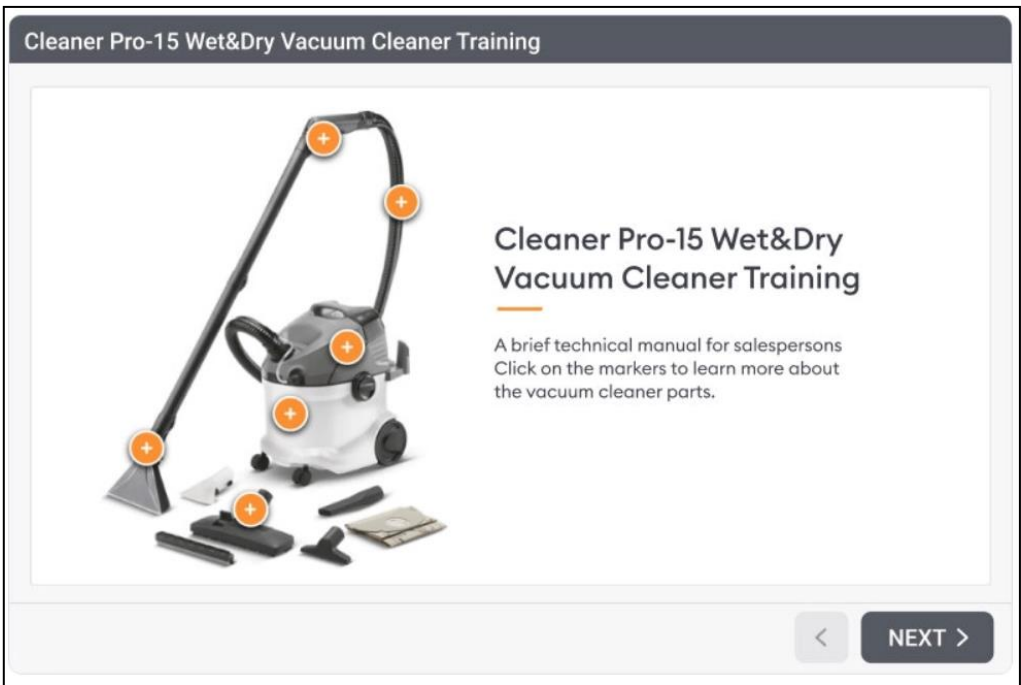 Cleaner Pro-15 Wet&Dry Vacuum Cleaner Training
Cleaner Pro-15 Wet&Dry
Vacuum Cleaner Training
A brief technical manual for salespersons
Click on the markers to learn more about
the vacuum cleaner parts.
NEXT >